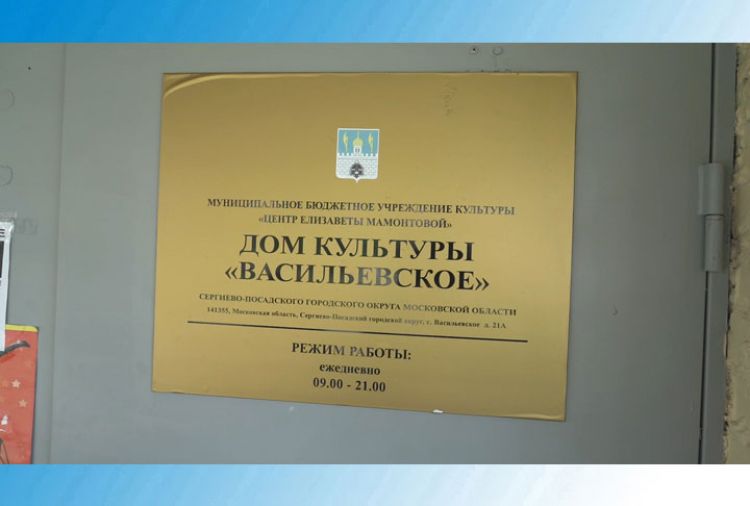 МУНИЦИПАЛЬНОЕ БЮДЖЕТНОЕ УЧРЕЖДЕНИЕ КУЛЬТУРЫ
«ЦЕНТР ЕЛИЗАВЕТЫ МАМОНТОВОЙ»
ДОМ КУЛЬТУРЫ
«ВАСИЛЬЕВСКОЕ»
СЕРГИЕВО-ПОСАДСКОГО ГОРОДСКОГО ОКРУГА МОСКОВСКОЙ ОБЛАСТИ
141355, Московская область, Сергиево-Посадский городской округ, с. Васильевское д. 21А
РЕЖИМ РАБОТЫ:
ежедневно
09.00 - 21.00